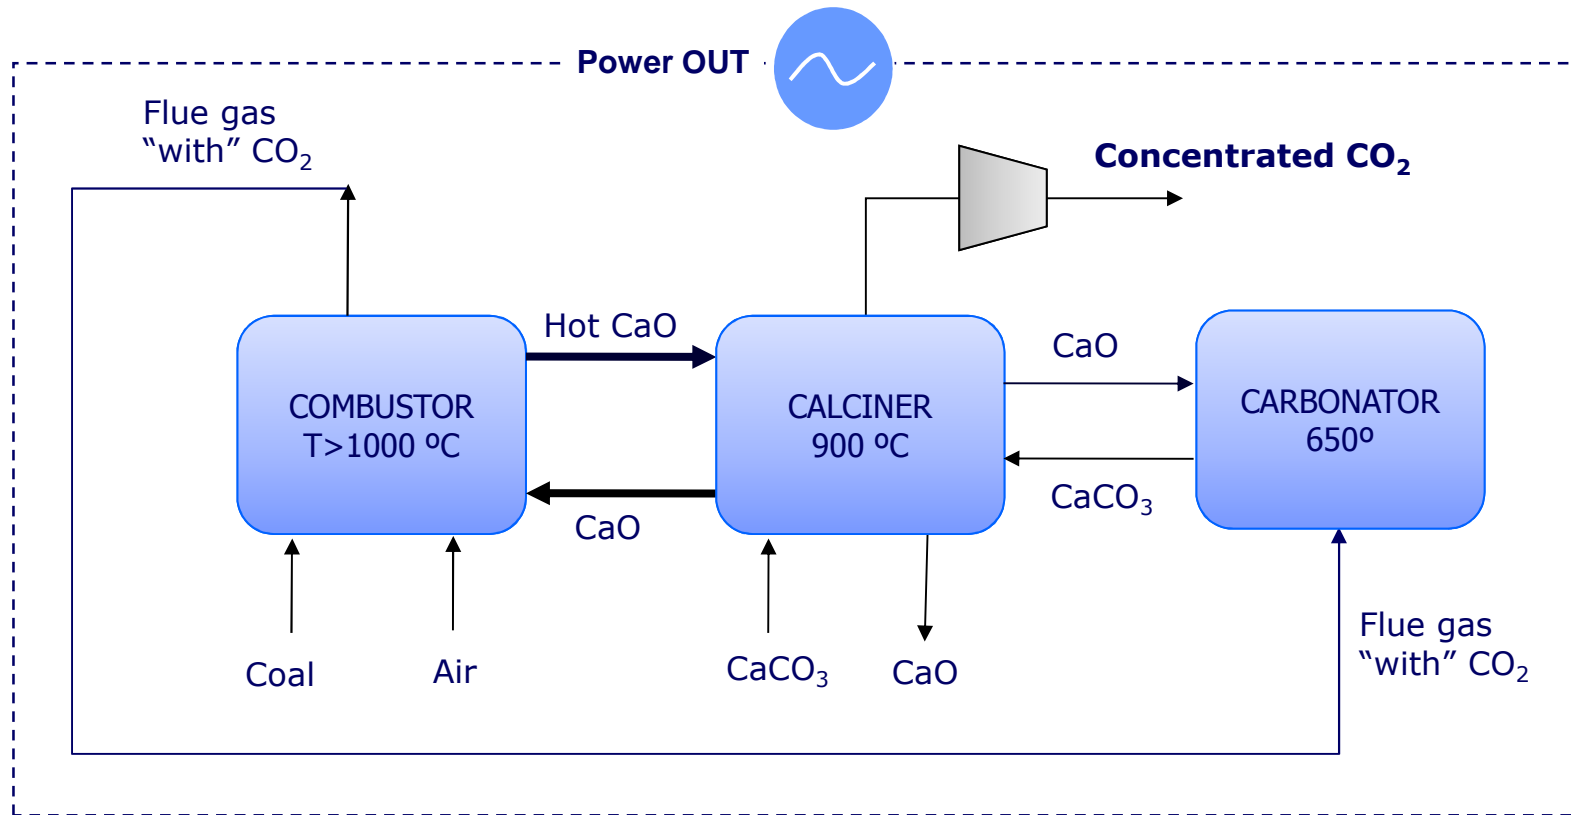 Power OUT
Flue gas
“with” CO₂
Concentrated CO₂
Hot CaO
CaO
COMBUSTOR
T>1000 ºC
CALCINER
900 ºC
CARBONATOR
650º
CaO
CaCO₃
Coal
Air
CaCO₃
CaO
Flue gas
“with” CO₂